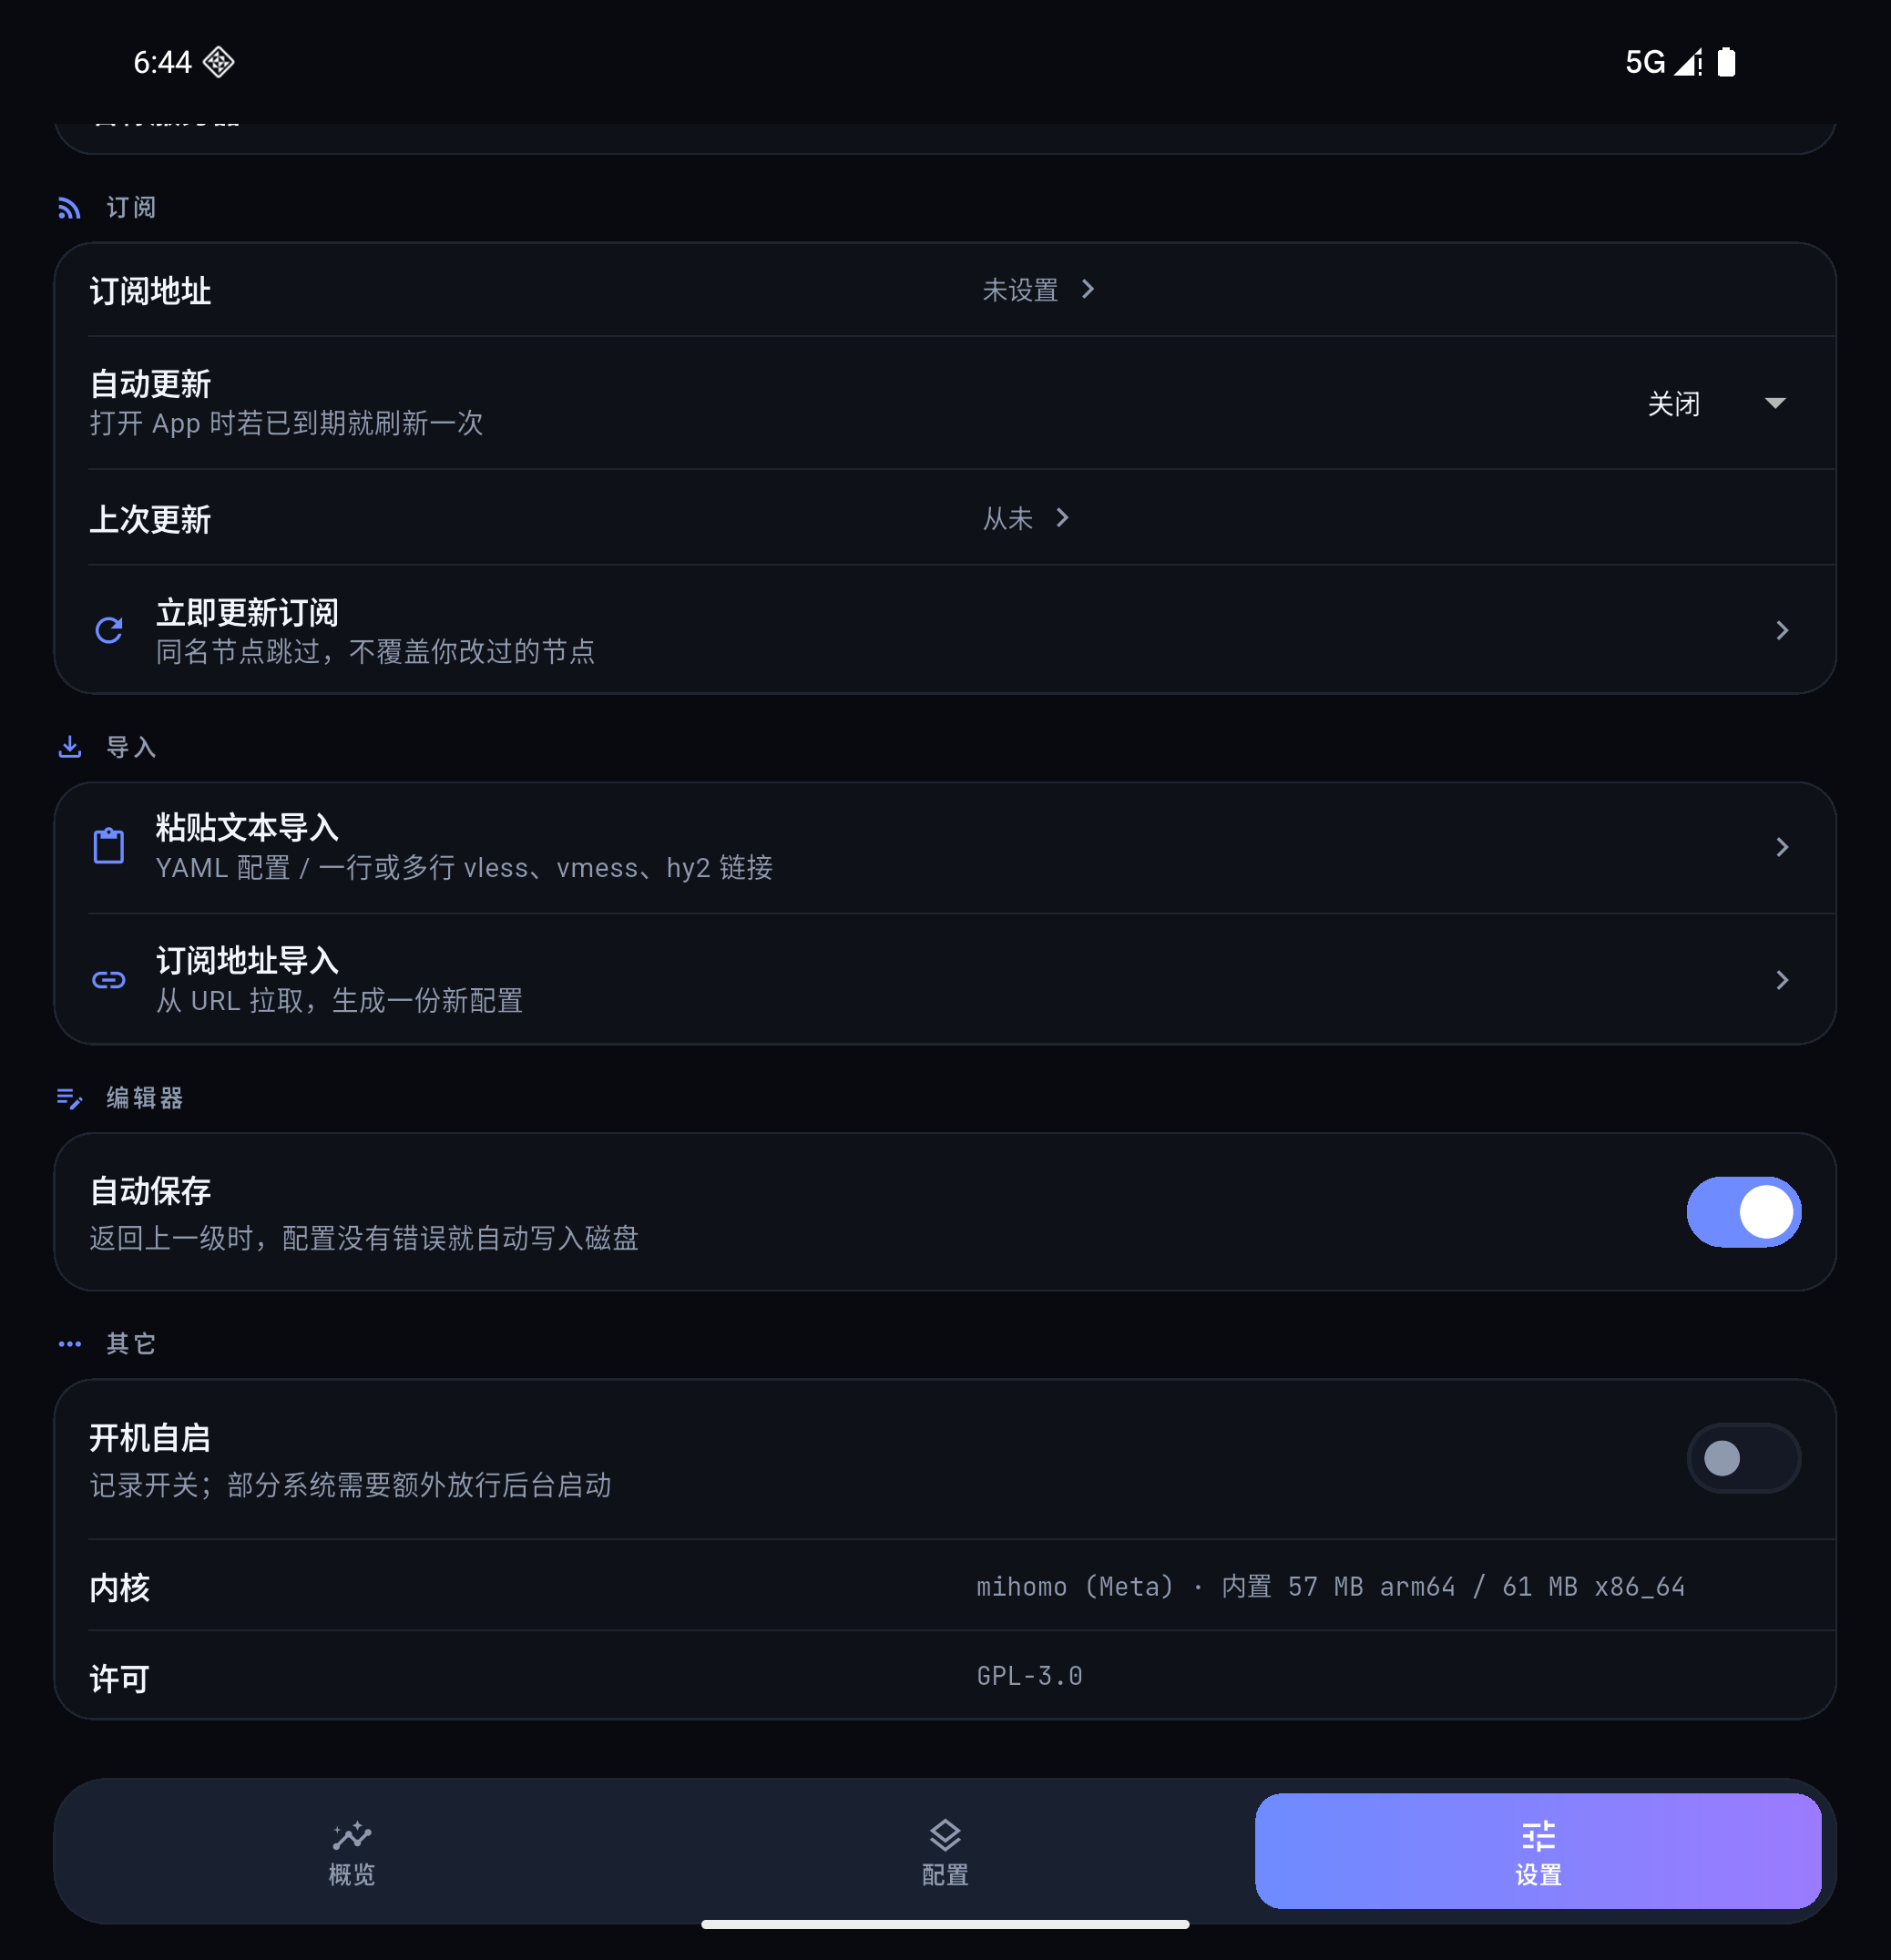 6:44
5G
订阅
订阅地址
未设置
自动更新
打开 App 时若已到期就刷新一次
关闭
上次更新
从未
立即更新订阅
同名节点跳过，不覆盖你改过的节点
导入
粘贴文本导入
YAML 配置 / 一行或多行 vless、vmess、hy2 链接
订阅地址导入
从 URL 拉取，生成一份新配置
编辑器
自动保存
返回上一级时，配置没有错误就自动写入磁盘
其它
开机自启
记录开关；部分系统需要额外放行后台启动
内核
mihomo (Meta) · 内置 57 MB arm64 / 61 MB x86_64
许可
GPL-3.0
概览
配置
设置